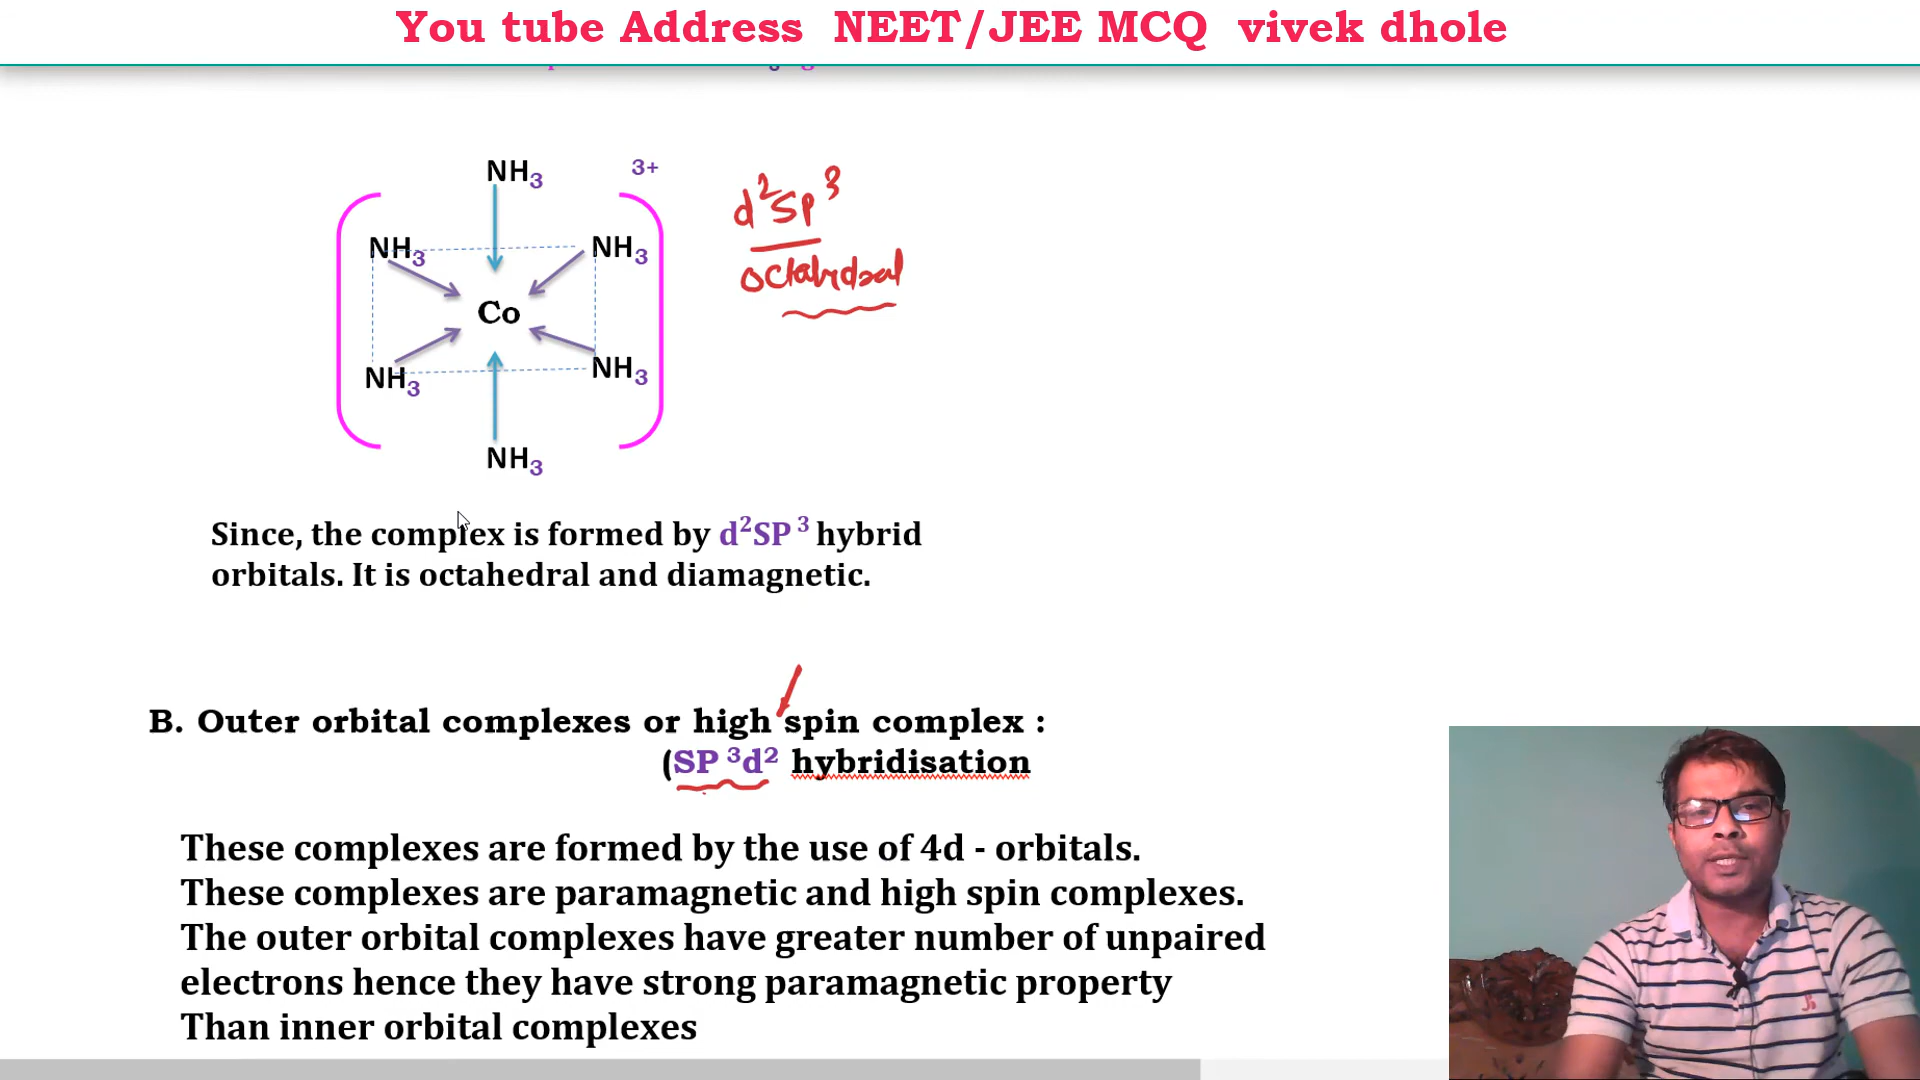 You tube Address NEET/JEE MCQ vivek dhole
NH3 3+
d²sp³
NH3 NH3
octahedral
Co
NH3 NH3
NH3
Since, the complex is formed by d²SP³ hybrid
orbitals. It is octahedral and diamagnetic.
B. Outer orbital complexes or high spin complex :
(SP³d² hybridisation
These complexes are formed by the use of 4d - orbitals.
These complexes are paramagnetic and high spin complexes.
The outer orbital complexes have greater number of unpaired
electrons hence they have strong paramagnetic property
Than inner orbital complexes